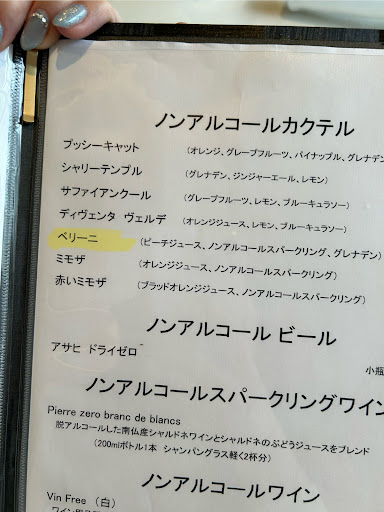 ノンアルコールカクテル
プッシーキャット (オレンジ、グレープフルーツ、パイナップル、グレナデン
シャリーテンプル (グレナデン、ジンジャーエール、レモン)
サファイアンクール (グレープフルーツ、レモン、ブルーキュラソー)
ディヴェンタ ヴェルデ (オレンジジュース、レモン、ブルーキュラソー)
ベリーニ (ピーチジュース、ノンアルコールスパークリング、グレナデン)
ミモザ (オレンジジュース、ノンアルコールスパークリング)
赤いミモザ (ブラッドオレンジジュース、ノンアルコールスパークリング)
ノンアルコール ビール
アサヒ ドライゼロ
小瓶
ノンアルコールスパークリングワイン
Pierre zero branc de biancs
脱アルコールした南仏産シャルドネワインとシャルドネのぶどうジュースをブレンド
(200mlボトル1本 シャンパングラス軽く2杯分)
ノンアルコールワイン
Vin Free (白)